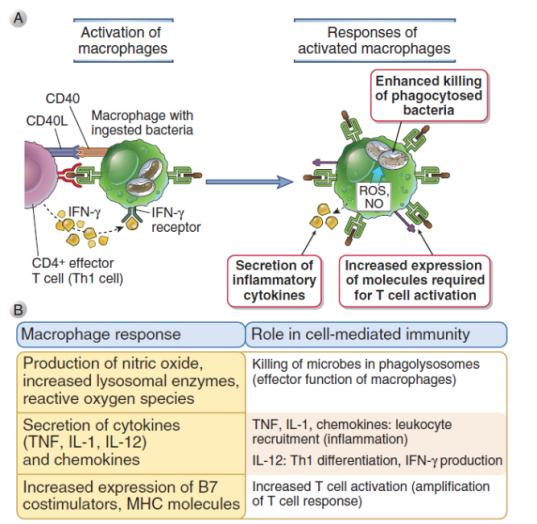 A
Activation of
macrophages
Responses of
activated macrophages
CD40
CD40L
Macrophage with
ingested bacteria
Enhanced killing
of phagocytosed
bacteria
ROS,
NO
IFN-γ
IFN-γ
receptor
CD4+ effector
T cell (Th1 cell)
Secretion of
inflammatory
cytokines
Increased expression
of molecules required
for T cell activation
B
Macrophage response
Role in cell-mediated immunity
Production of nitric oxide,
increased lysosomal enzymes,
reactive oxygen species
Killing of microbes in phagolysosomes
(effector function of macrophages)
Secretion of cytokines
(TNF, IL-1, IL-12)
and chemokines
TNF, IL-1, chemokines: leukocyte
recruitment (inflammation)
IL-12: Th1 differentiation, IFN-γ production
Increased expression of B7
costimulators, MHC molecules
Increased T cell activation (amplification
of T cell response)